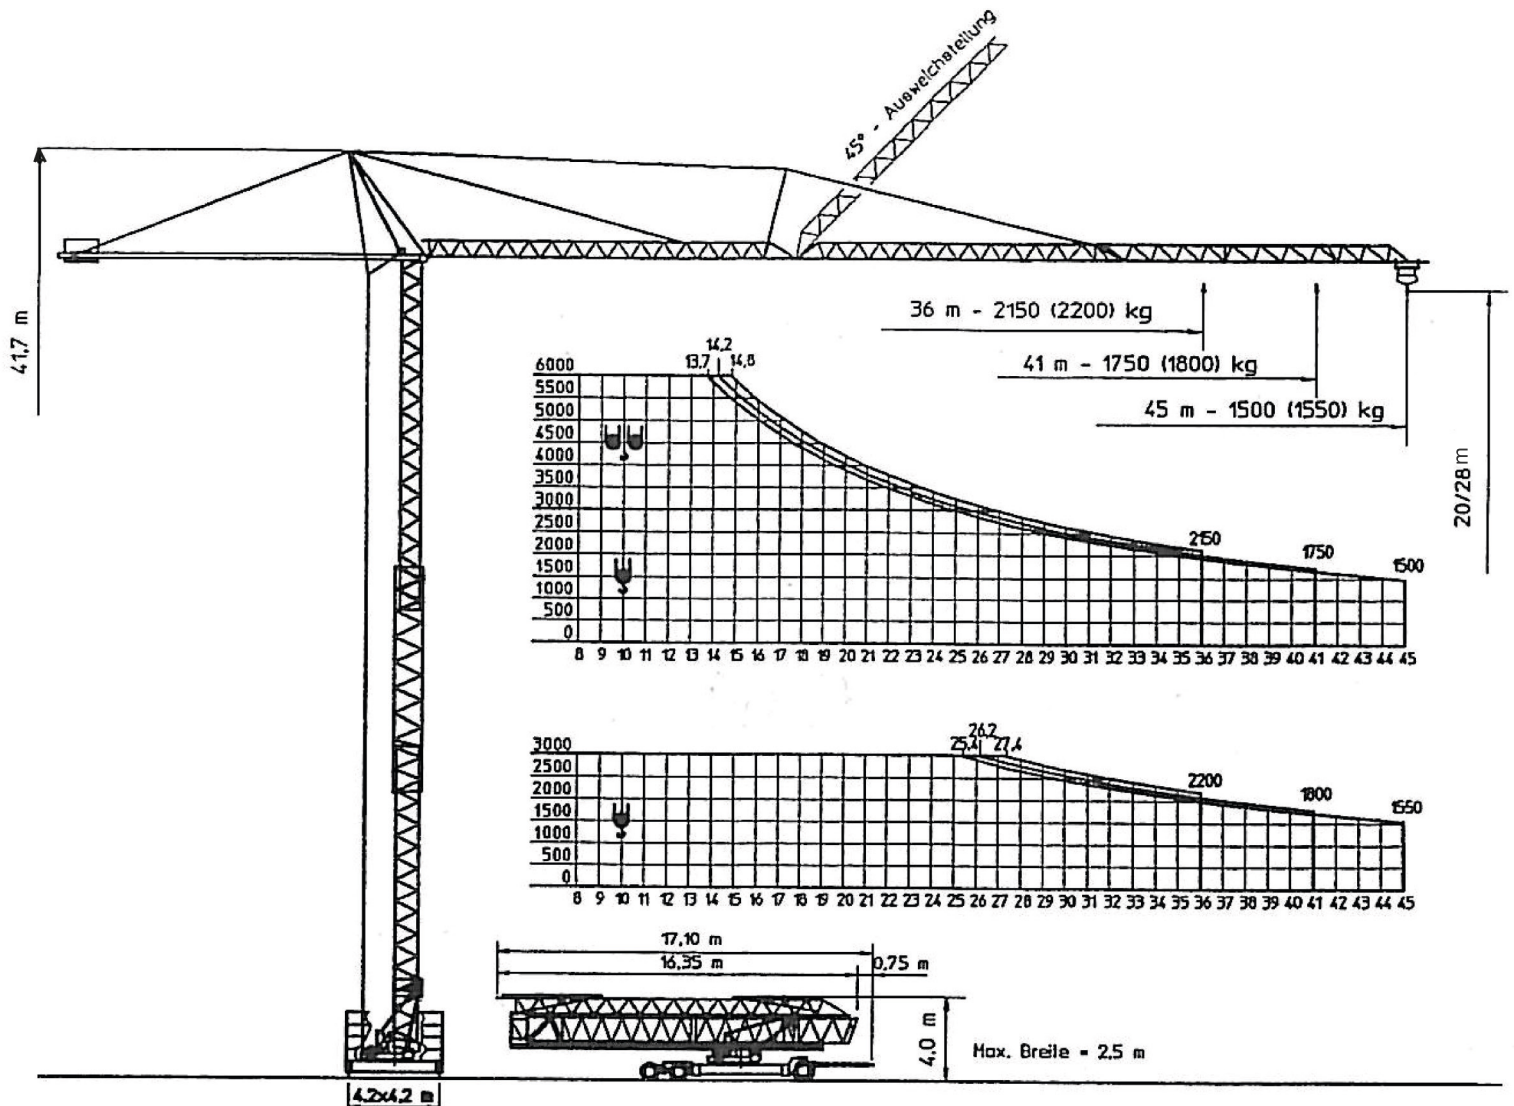 45° - Ausweichstellung
41,7 m
36 m - 2150 (2200) kg
41 m - 1750 (1800) kg
45 m - 1500 (1550) kg
20/28m
14,2
13,7 14,8
6000
5500
5000
4500
4000
3500
3000
2500
2000
1500
1000
500
0
2150
1750
1500
8 9 10 11 12 13 14 15 16 17 18 19 20 21 22 23 24 25 26 27 28 29 30 31 32 33 34 35 36 37 38 39 40 41 42 43 44 45
26,2
25,4 27,4
3000
2500
2000
1500
1000
500
0
2200
1800
1550
8 9 10 11 12 13 14 15 16 17 18 19 20 21 22 23 24 25 26 27 28 29 30 31 32 33 34 35 36 37 38 39 40 41 42 43 44 45
17,10 m
16,35 m
0,75 m
4,0 m
Max. Breite = 2,5 m
4,2x4,2 m